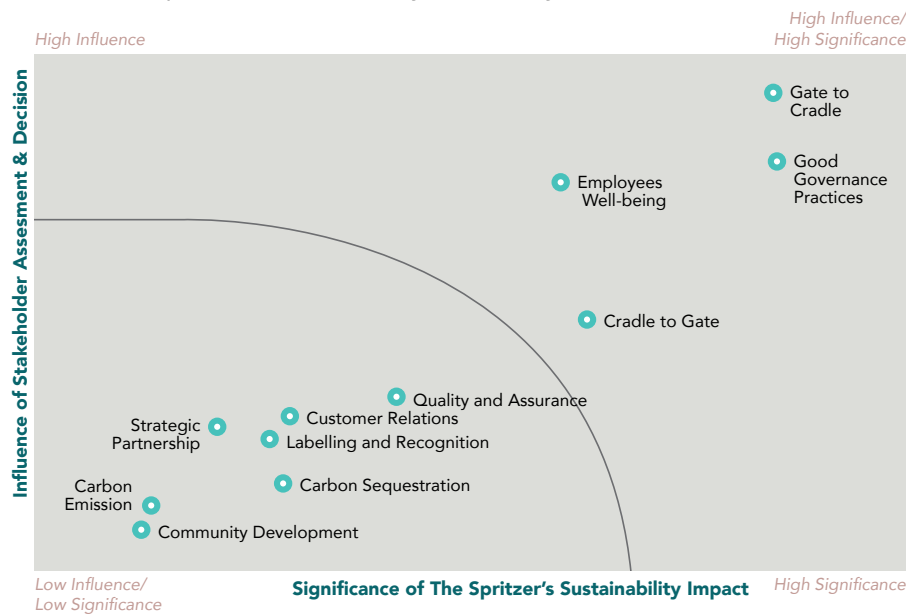 High Influence
High Influence/
High Significance
Influence of Stakeholder Assesment & Decision
Gate to
Cradle
Good
Governance
Practices
Employees
Well-being
Cradle to Gate
Quality and Assurance
Customer Relations
Strategic
Partnership
Labelling and Recognition
Carbon Sequestration
Carbon
Emission
Community Development
Low Influence/
Low Significance
Significance of The Spritzer's Sustainability Impact
High Significance